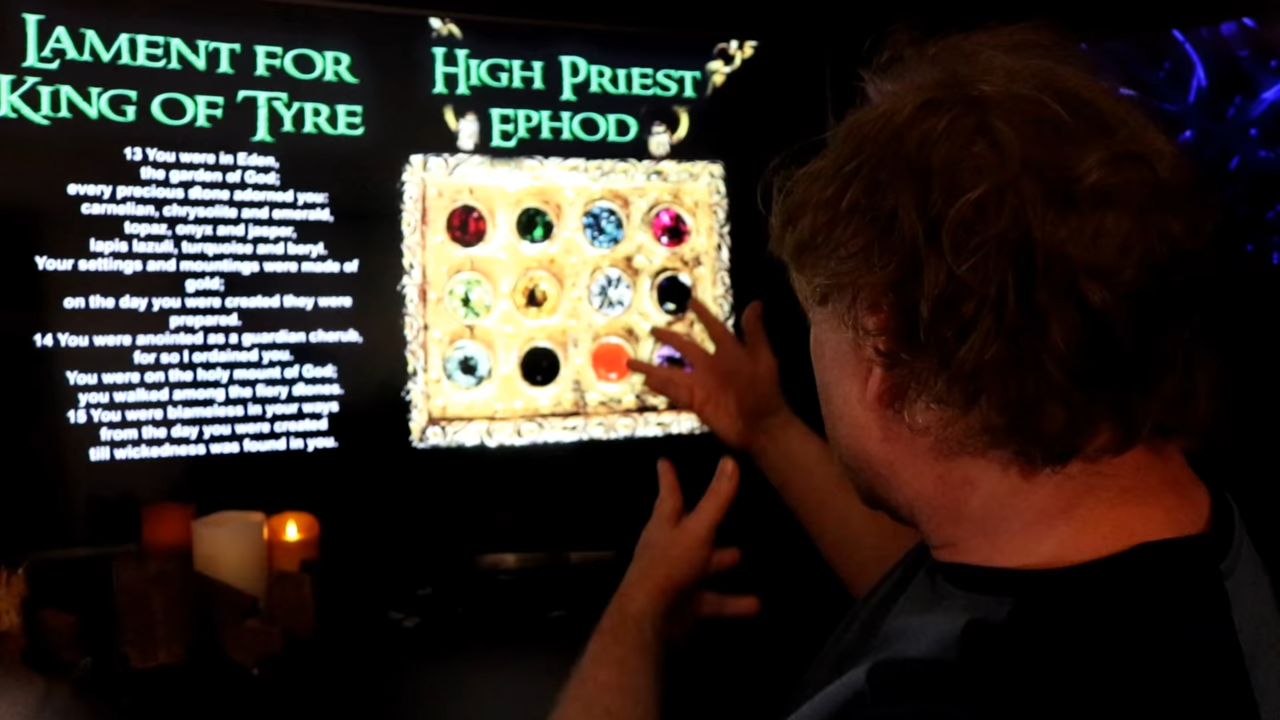 LAMENT FOR
KING OF TYRE
13 You were in Eden,
the garden of God;
every precious stone adorned you:
carnelian, chrysolite and emerald,
topaz, onyx and jasper,
lapis lazuli, turquoise and beryl.
Your settings and mountings were made of
gold;
on the day you were created they were
prepared.
14 You were anointed as a guardian cherub,
for so I ordained you.
You were on the holy mount of God;
you walked among the fiery stones.
15 You were blameless in your ways
from the day you were created
till wickedness was found in you.
HIGH PRIEST
EPHOD